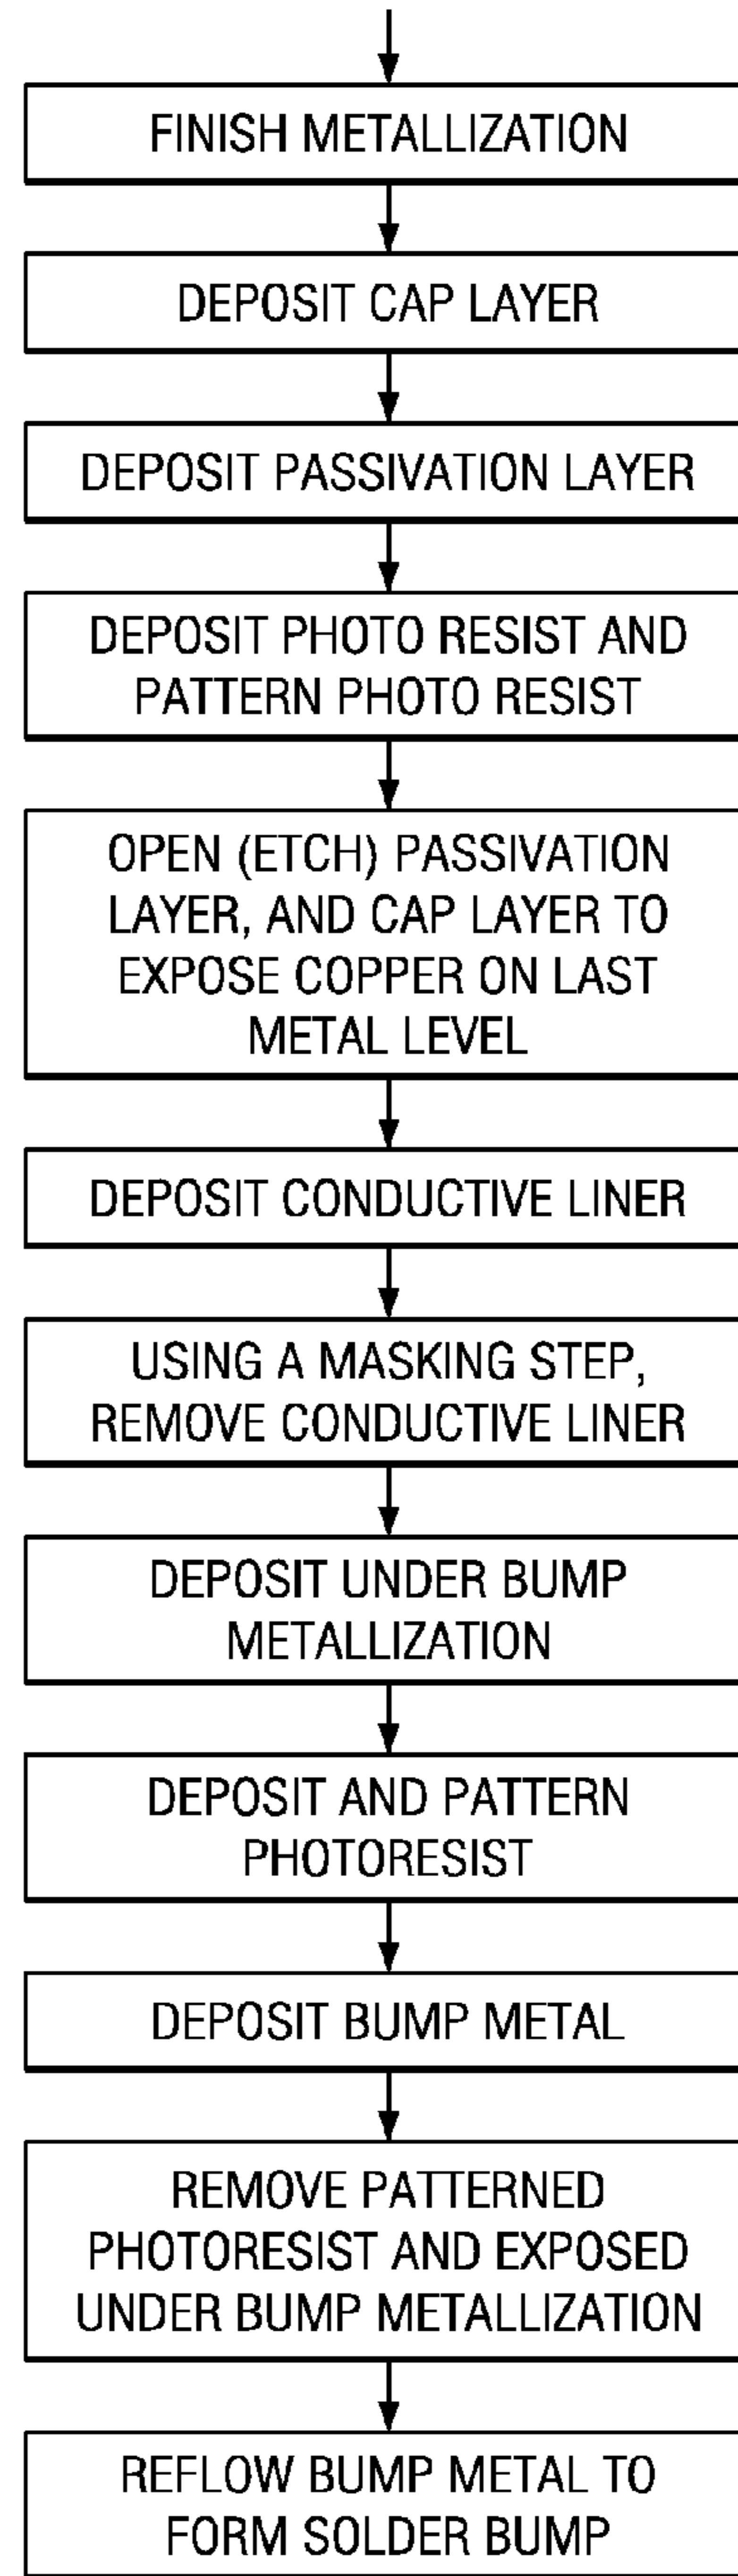 FINISH METALLIZATION
DEPOSIT CAP LAYER
DEPOSIT PASSIVATION LAYER
DEPOSIT PHOTO RESIST AND
PATTERN PHOTO RESIST
OPEN (ETCH) PASSIVATION
LAYER, AND CAP LAYER TO
EXPOSE COPPER ON LAST
METAL LEVEL
DEPOSIT CONDUCTIVE LINER
USING A MASKING STEP,
REMOVE CONDUCTIVE LINER
DEPOSIT UNDER BUMP
METALLIZATION
DEPOSIT AND PATTERN
PHOTORESIST
DEPOSIT BUMP METAL
REMOVE PATTERNED
PHOTORESIST AND EXPOSED
UNDER BUMP METALLIZATION
REFLOW BUMP METAL TO
FORM SOLDER BUMP